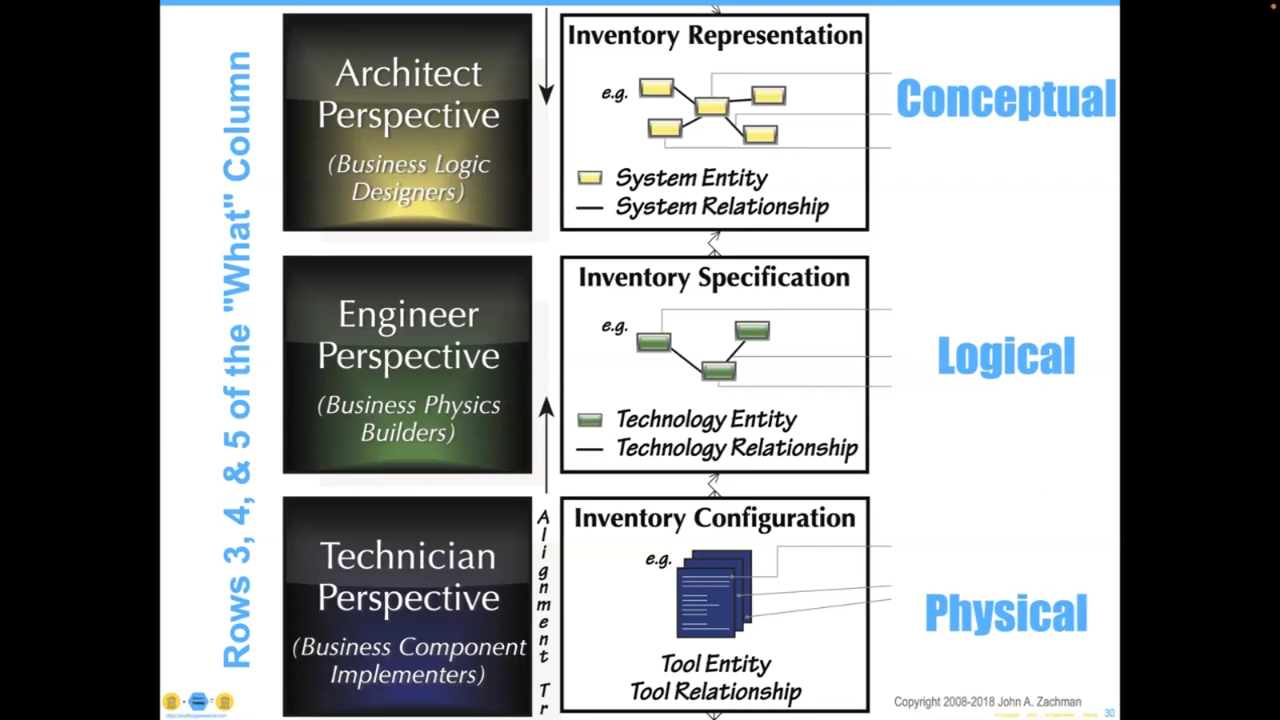 Rows 3, 4, & 5 of the "What" Column
Architect
Perspective
(Business Logic
Designers)
Inventory Representation
e.g.
System Entity
System Relationship
Conceptual
Engineer
Perspective
(Business Physics
Builders)
Inventory Specification
e.g.
Technology Entity
Technology Relationship
Logical
Technician
Perspective
(Business Component
Implementers)
Alignment Tr
Inventory Configuration
e.g.
Tool Entity
Tool Relationship
Physical
Copyright 2008-2018 John A. Zachman
30